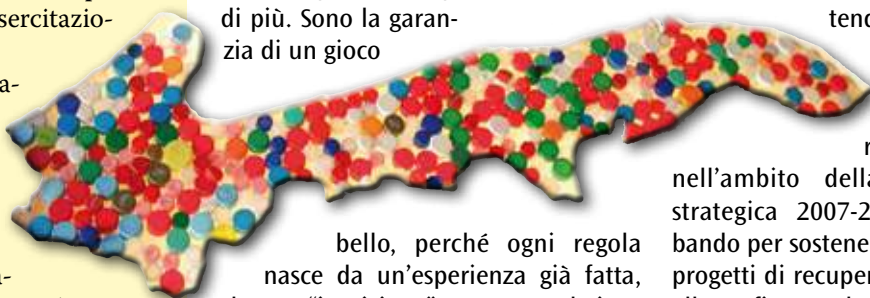 sercitazio-
a-
a-
di più. Sono la garan-
zia di un gioco
bello, perché ogni regola
nasce da un'esperienza già fatta,
nell'ambito della
strategica 2007-2
bando per sostene
progetti di recuper